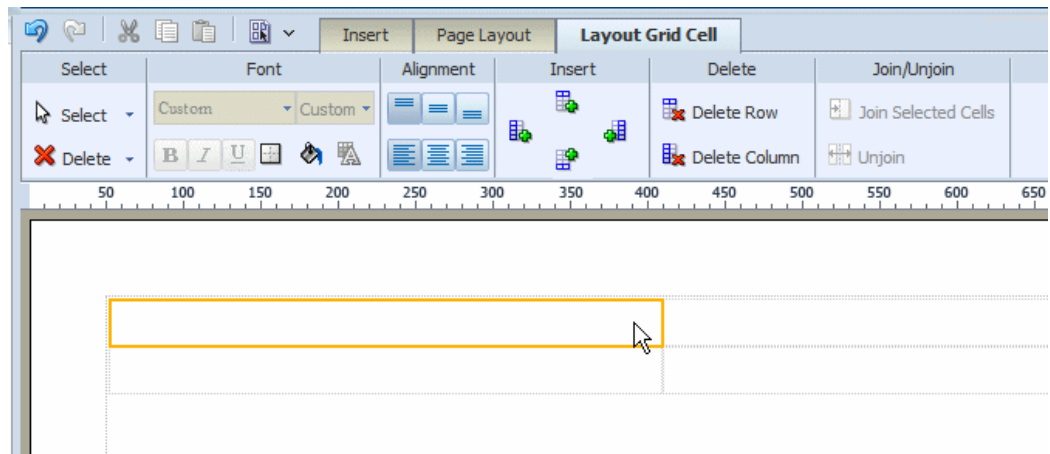 Insert Page Layout Layout Grid Cell
Select Font Alignment Insert Delete Join/Unjoin
Select Custom Custom Delete Row Join Selected Cells
Delete B I U A Delete Column Unjoin
50 100 150 200 250 300 350 400 450 500 550 600 650